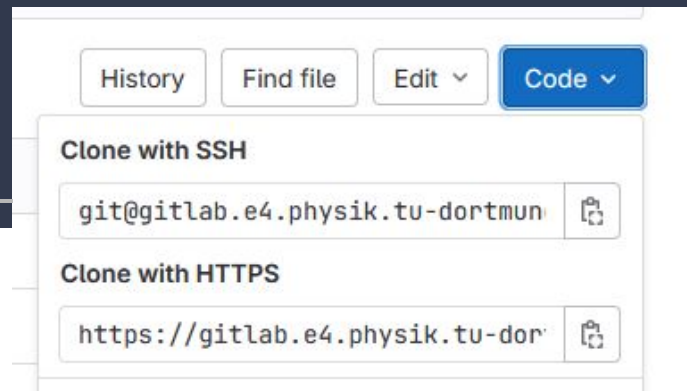 History Find file Edit Code
Clone with SSH
git@gitlab.e4.physik.tu-dortmun
Clone with HTTPS
https://gitlab.e4.physik.tu-dor